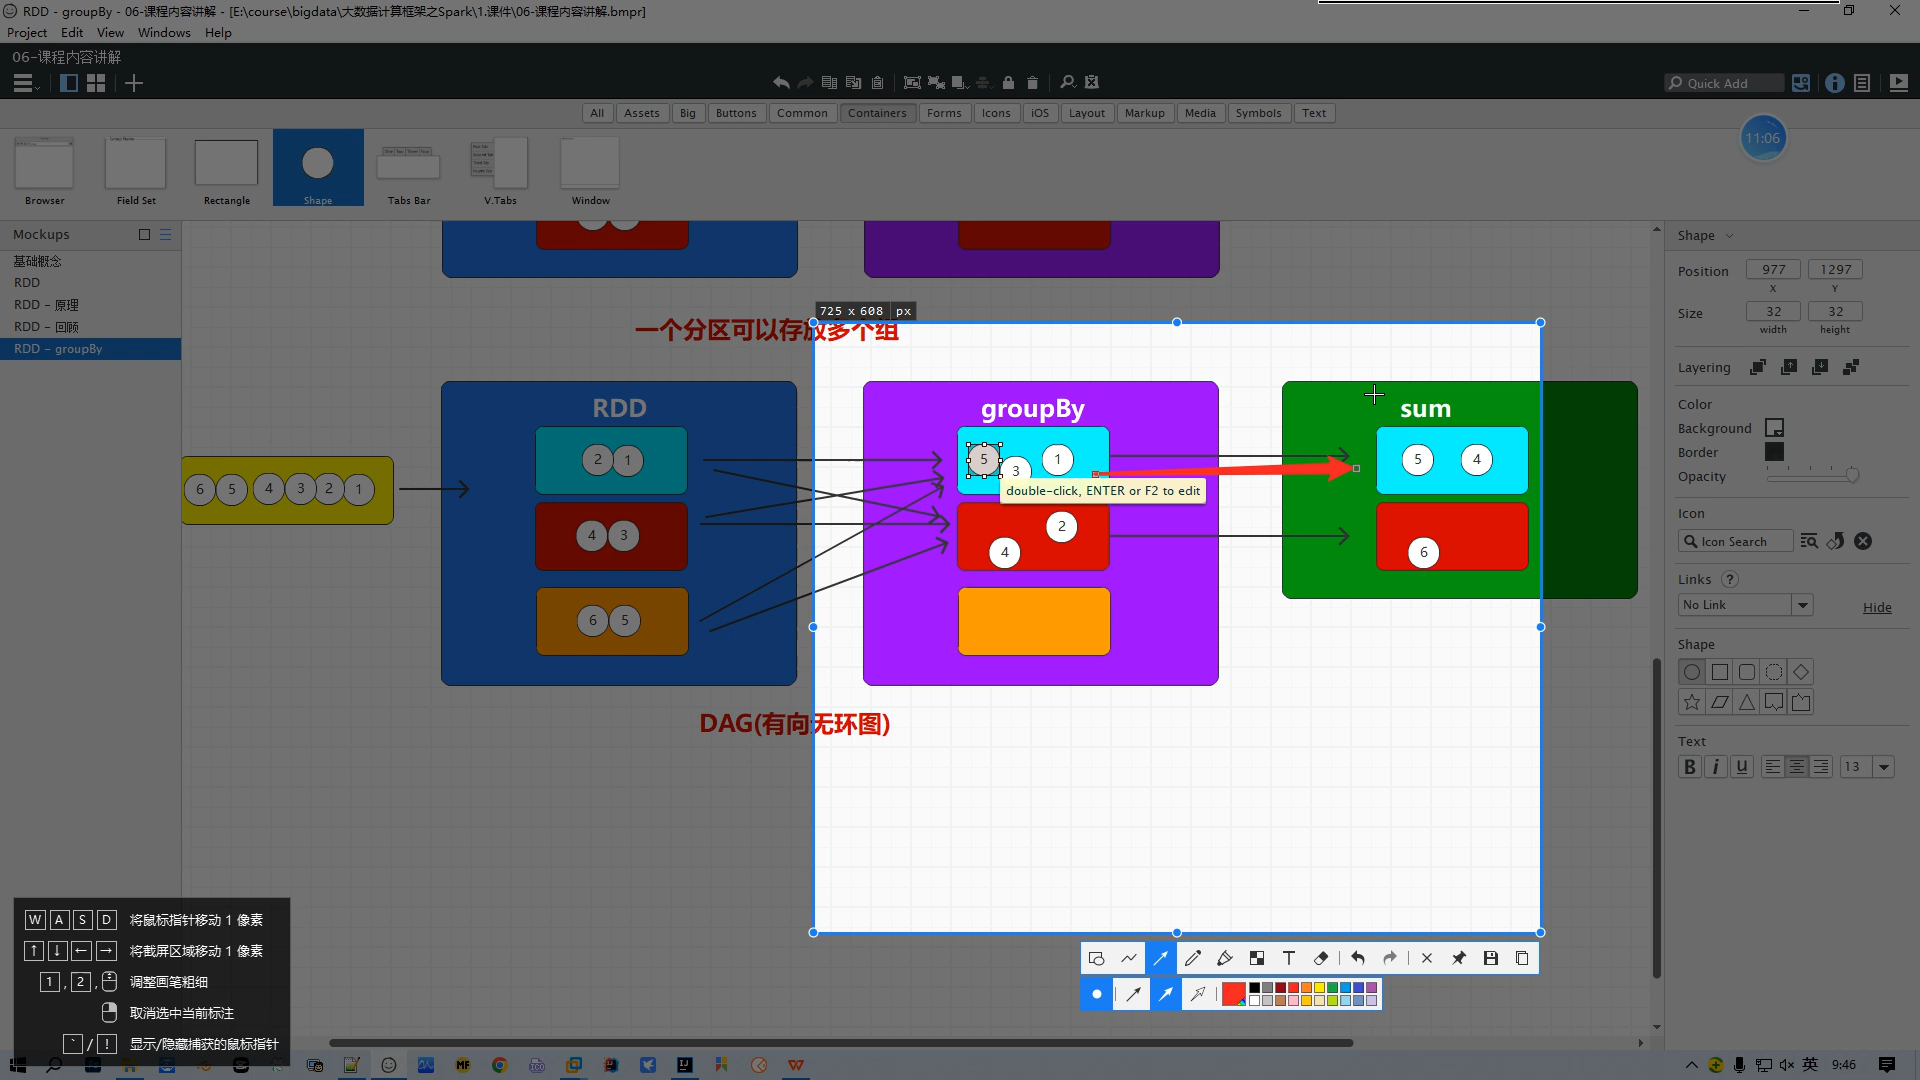 RDD - groupBy - 06-课程内容讲解 - [E:\course\bigdata\大数据计算框架之Spark\1.课件\06-课程内容讲解.bmpr]
Project Edit View Windows Help
06-课程内容讲解
Quick Add
All Assets Big Buttons Common Containers Forms Icons iOS Layout Markup Media Symbols Text
11:06
Browser Field Set Rectangle Shape Tabs Bar V.Tabs Window
Mockups
基础概念
RDD
RDD - 原理
RDD - 回顾
RDD - groupBy
725 x 608 px
一个分区可以存放多个组
RDD groupBy sum
2 1 5 3 1 5 4
double-click, ENTER or F2 to edit
6 5 4 3 2 1
4 3 2 4 6
6 5
DAG(有向无环图)
Shape
Position 977 1297
X Y
Size 32 32
width height
Layering
Color
Background
Border
Opacity
Icon
Icon Search
Links ?
No Link Hide
Shape
Text
B i U 13
W A S D 将鼠标指针移动 1 像素
↑ ↓ ← → 将截屏区域移动 1 像素
1 , 2 , 调整画笔粗细
取消选中当前标注
` / ! 显示/隐藏捕获的鼠标指针
英 9:46